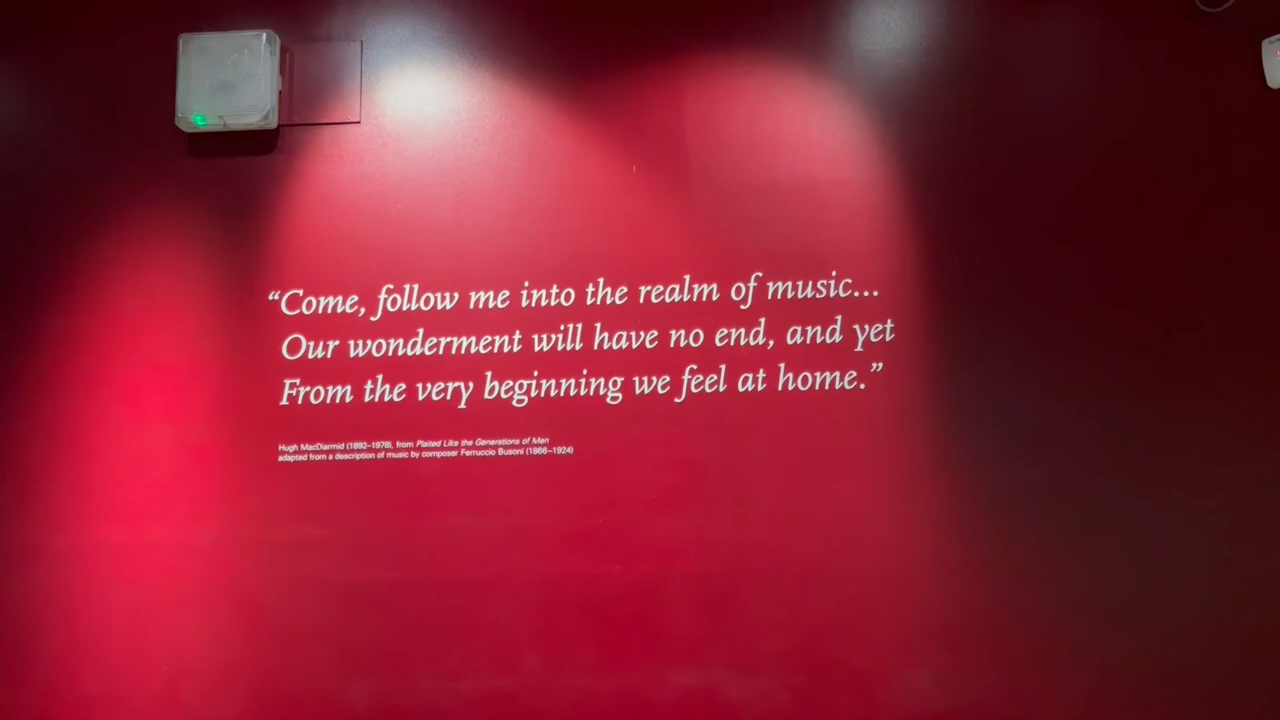 “Come, follow me into the realm of music...
Our wonderment will have no end, and yet
From the very beginning we feel at home.”
Hugh MacDiarmid (1892–1978), from Plaited Like the Generations of Men
adapted from a description of music by composer Ferruccio Busoni (1866–1924)